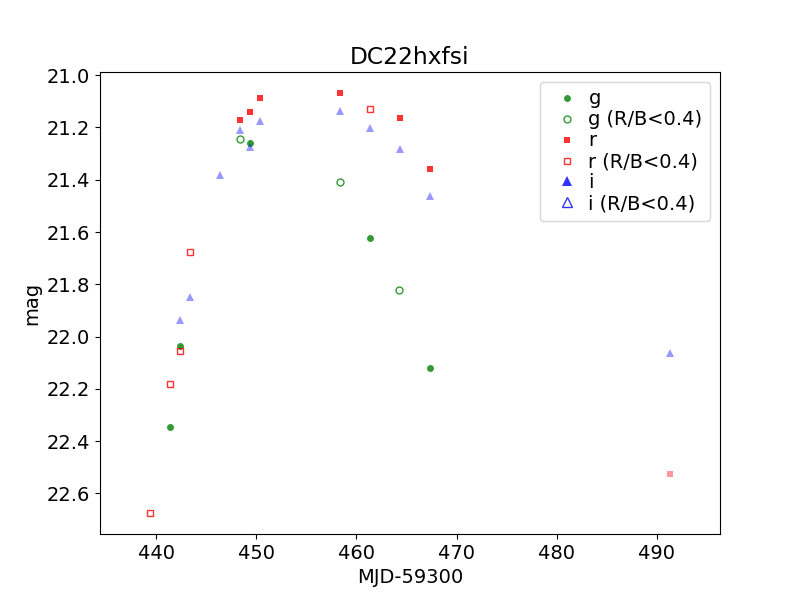 DC22hxfsi
21.0
21.2
21.4
21.6
21.8
22.0
22.2
22.4
22.6
mag
440 450 460 470 480 490
MJD-59300
g
g (R/B<0.4)
r
r (R/B<0.4)
i
i (R/B<0.4)